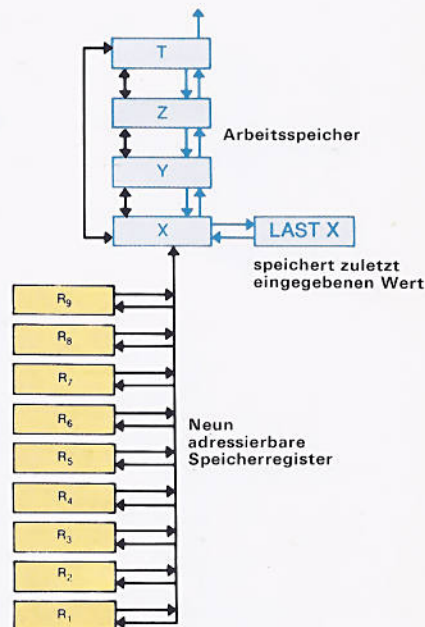 T
Z
Arbeitsspeicher
Y
X
LAST X
speichert zuletzt
eingegebenen Wert
R9
R8
R7
R6
Neun
adressierbare
Speicherregister
R5
R4
R3
R2
R1